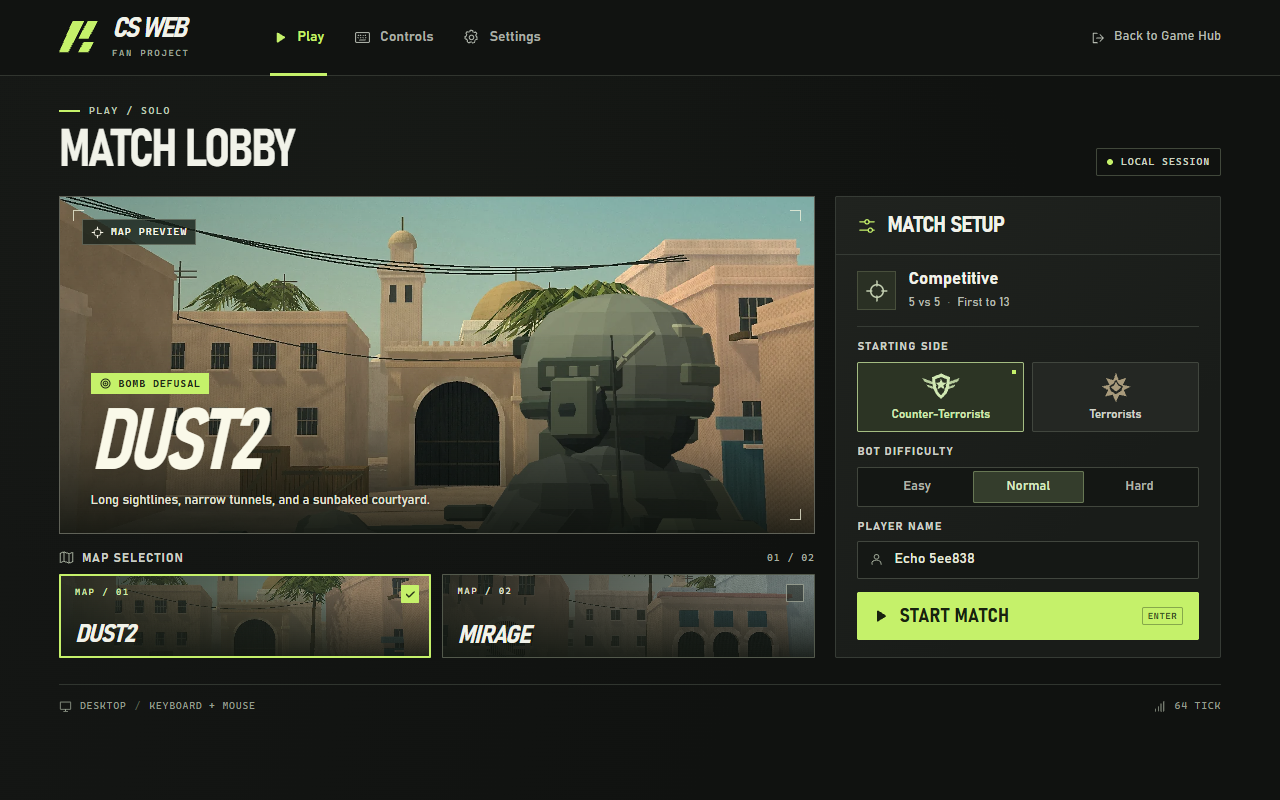 CS WEB
FAN PROJECT
Play
Controls
Settings
Back to Game Hub
PLAY / SOLO
MATCH LOBBY
LOCAL SESSION
MAP PREVIEW
BOMB DEFUSAL
DUST2
Long sightlines, narrow tunnels, and a sunbaked courtyard.
MAP SELECTION
01 / 02
MAP / 01
DUST2
MAP / 02
MIRAGE
MATCH SETUP
Competitive
5 vs 5 · First to 13
STARTING SIDE
Counter-Terrorists
Terrorists
BOT DIFFICULTY
Easy
Normal
Hard
PLAYER NAME
Echo 5ee838
START MATCH
ENTER
DESKTOP / KEYBOARD + MOUSE
64 TICK